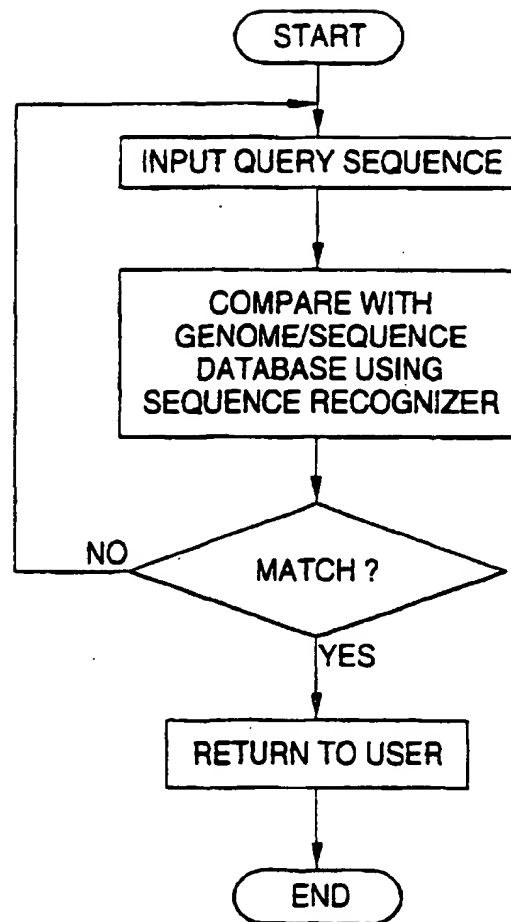 START
INPUT QUERY SEQUENCE
COMPARE WITH
GENOME/SEQUENCE
DATABASE USING
SEQUENCE RECOGNIZER
NO
MATCH ?
YES
RETURN TO USER
END